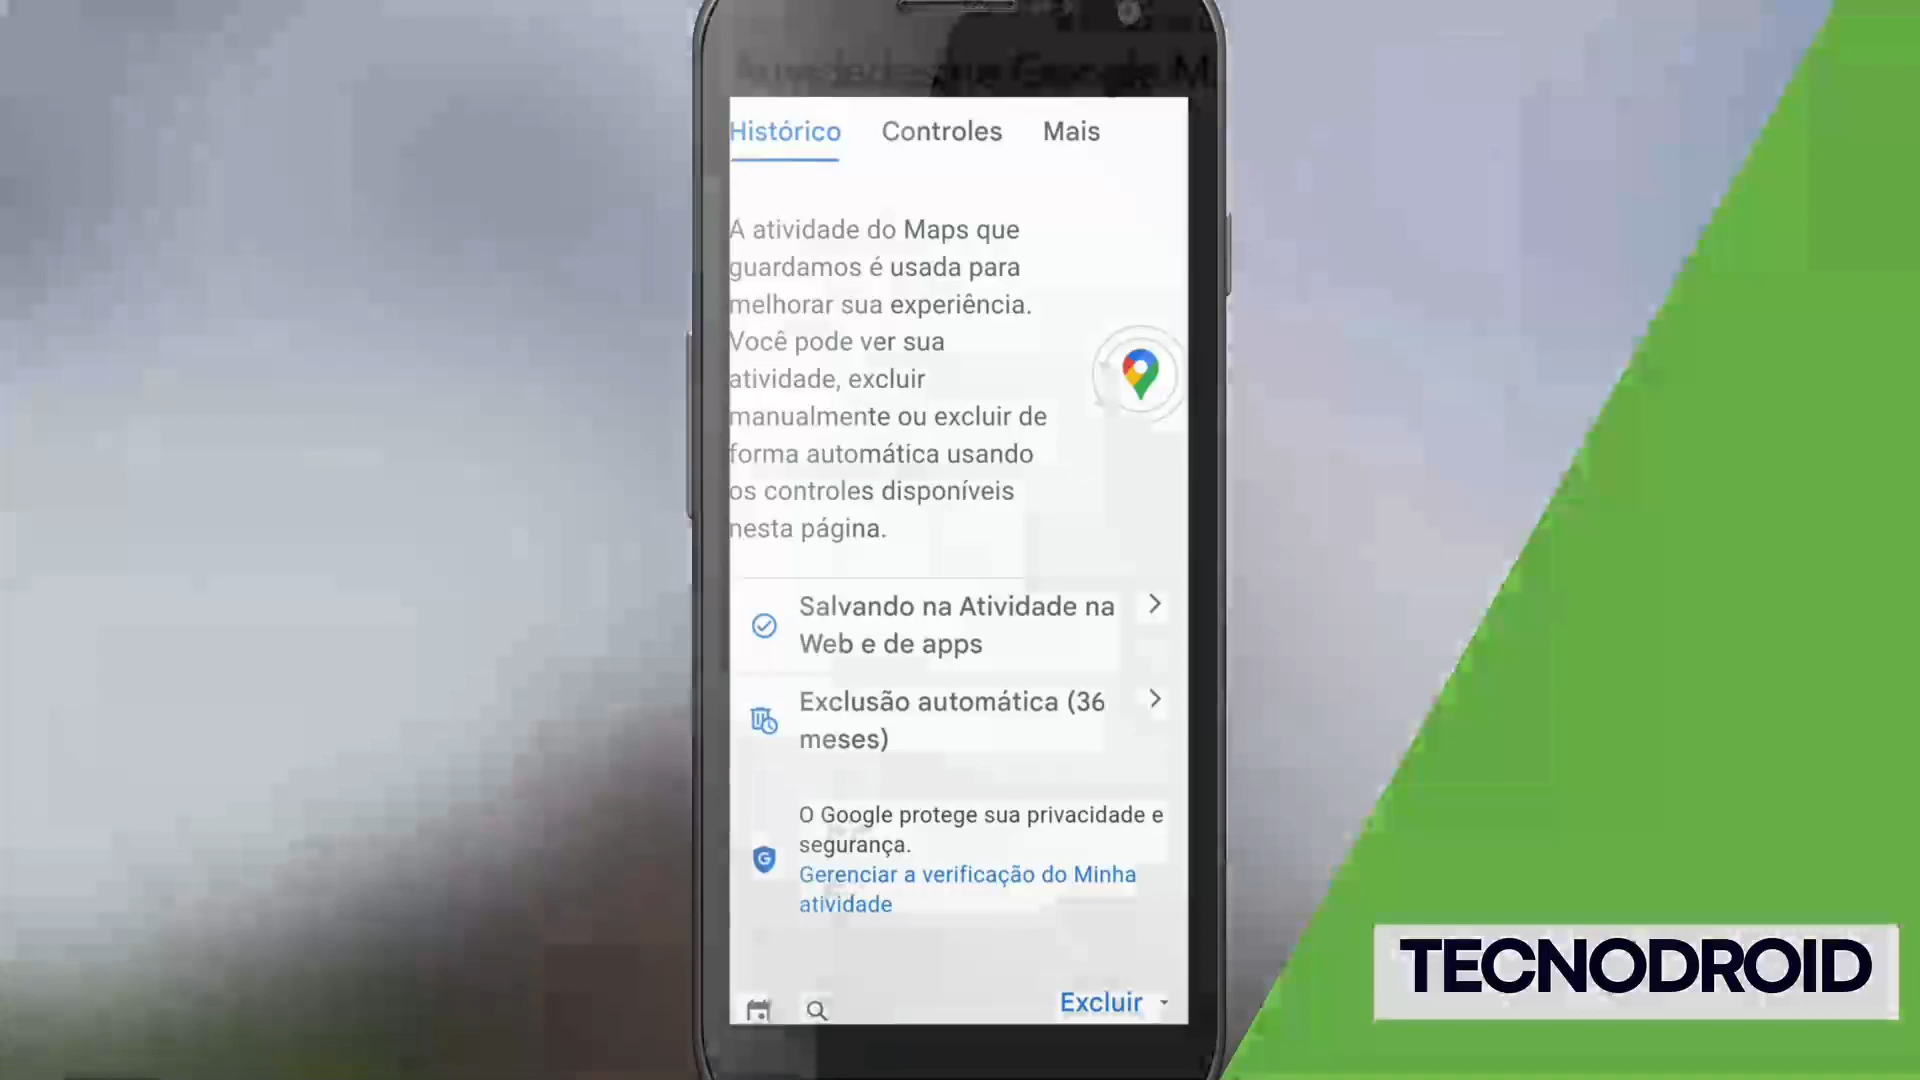 Histórico Controles Mais
A atividade do Maps que
guardamos é usada para
melhorar sua experiência.
Você pode ver sua
atividade, excluir
manualmente ou excluir de
forma automática usando
os controles disponíveis
nesta página.
Salvando na Atividade na
Web e de apps
Exclusão automática (36
meses)
O Google protege sua privacidade e
segurança.
Gerenciar a verificação do Minha
atividade
Excluir
TECNODROID